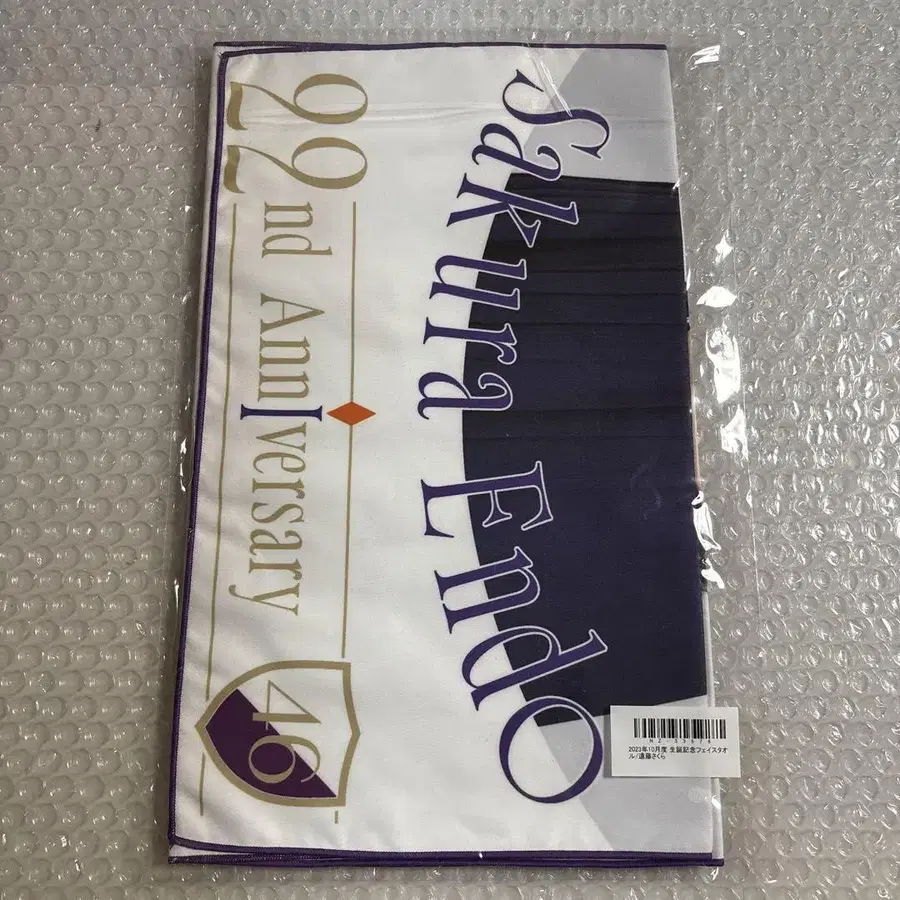 Sakura Endo
22nd AnnIversary
46
2023年10月度 生誕記念フェイスタオ
ル/遠藤さくら